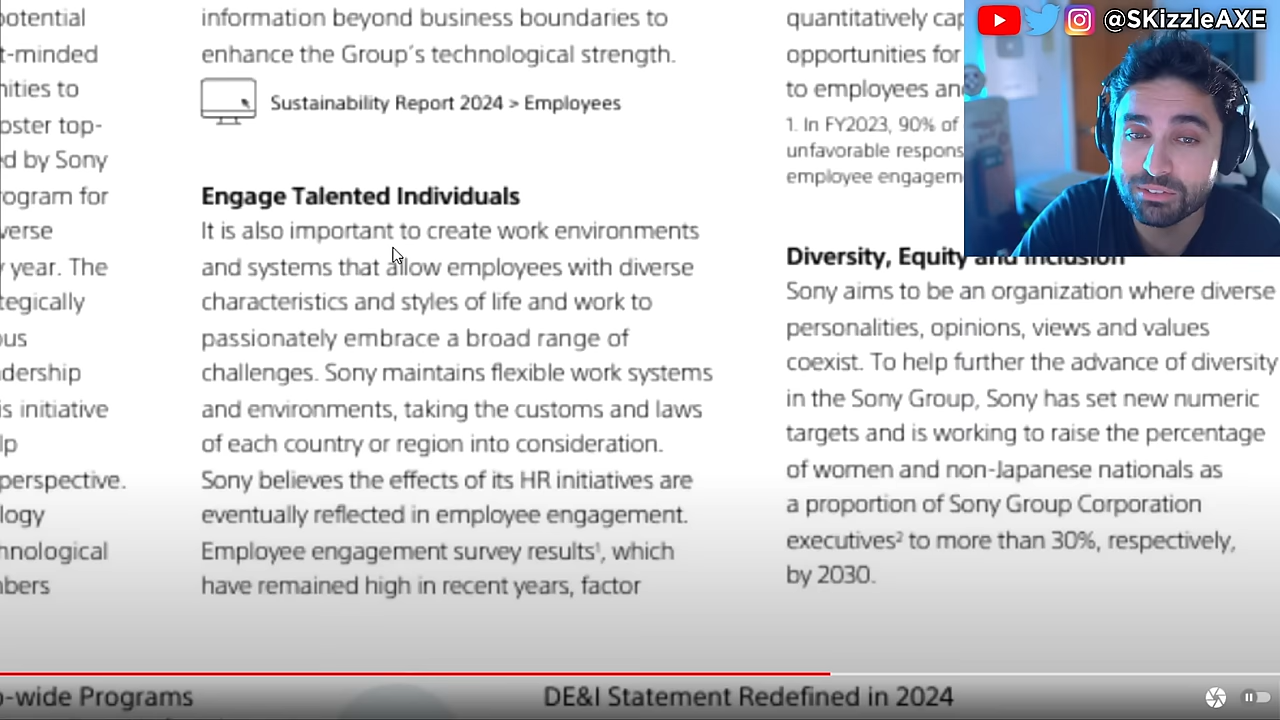 @SKizzleAXE
potential
t-minded
nities to
oster top-
ed by Sony
rogram for
verse
year. The
tegically
ous
dership
is initiative
lp
perspective.
logy
hnological
bers
information beyond business boundaries to
enhance the Group's technological strength.
Sustainability Report 2024 > Employees
Engage Talented Individuals
It is also important to create work environments
and systems that allow employees with diverse
characteristics and styles of life and work to
passionately embrace a broad range of
challenges. Sony maintains flexible work systems
and environments, taking the customs and laws
of each country or region into consideration.
Sony believes the effects of its HR initiatives are
eventually reflected in employee engagement.
Employee engagement survey results¹, which
have remained high in recent years, factor
quantitatively cap
opportunities for
to employees an
1. In FY2023, 90% of
unfavorable respons
employee engagem
Diversity, Equity and Inclusion
Sony aims to be an organization where diverse
personalities, opinions, views and values
coexist. To help further the advance of diversity
in the Sony Group, Sony has set new numeric
targets and is working to raise the percentage
of women and non-Japanese nationals as
a proportion of Sony Group Corporation
executives² to more than 30%, respectively,
by 2030.
o-wide Programs
DE&I Statement Redefined in 2024